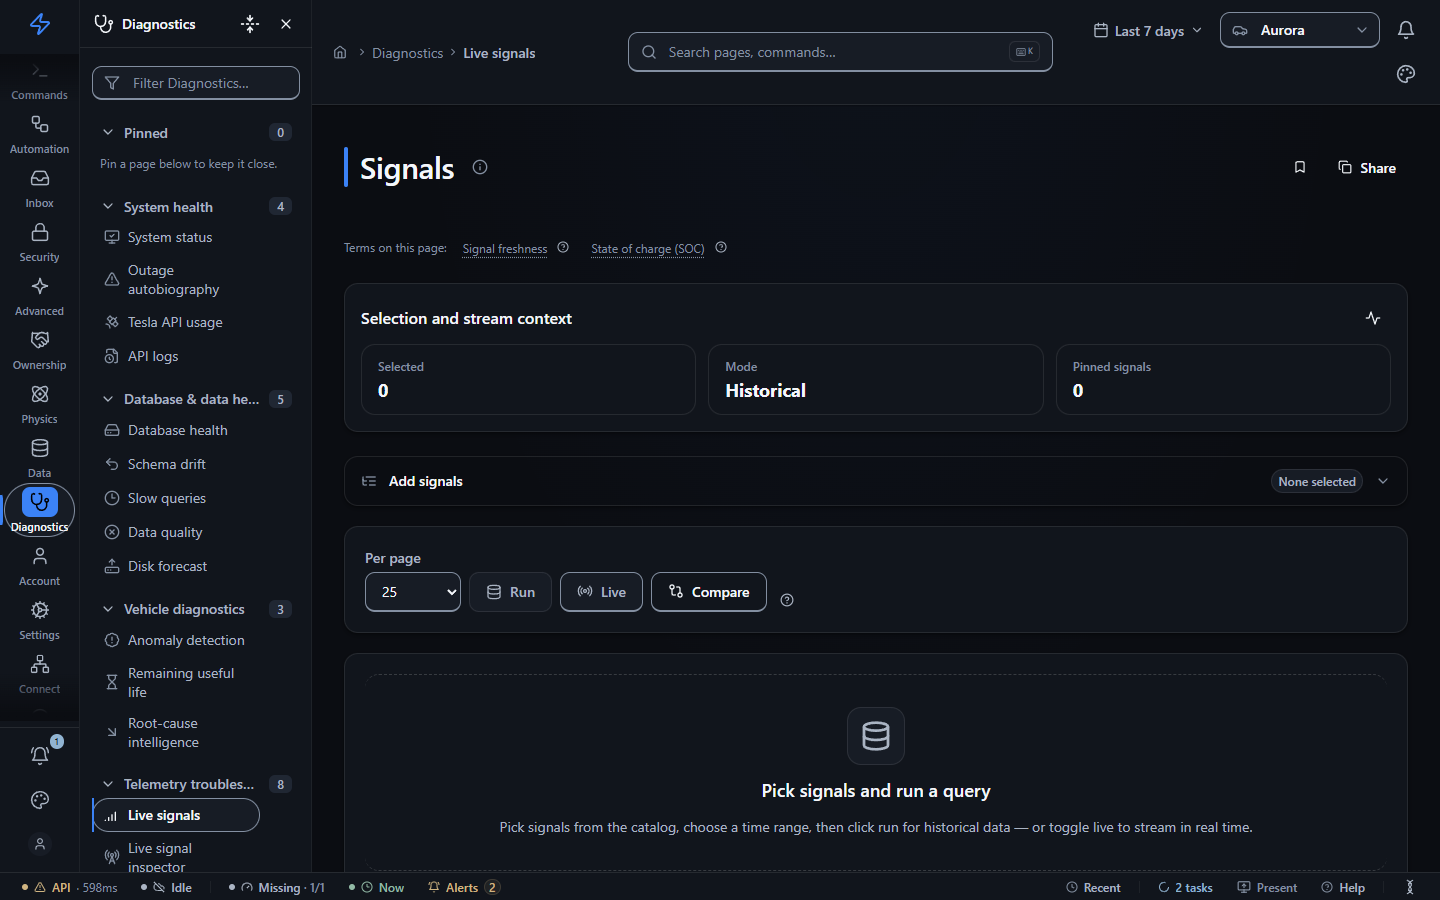 Diagnostics
Commands
Automation
Inbox
Security
Advanced
Ownership
Physics
Data
Diagnostics
Account
Settings
Connect
1
Filter Diagnostics...
Pinned 0
Pin a page below to keep it close.
System health 4
System status
Outage
autobiography
Tesla API usage
API logs
Database & data he... 5
Database health
Schema drift
Slow queries
Data quality
Disk forecast
Vehicle diagnostics 3
Anomaly detection
Remaining useful
life
Root-cause
intelligence
Telemetry troubles... 8
Live signals
Live signal
inspector
Diagnostics Live signals
Search pages, commands... K
Last 7 days
Aurora
Signals
Share
Terms on this page: Signal freshness State of charge (SOC)
Selection and stream context
Selected
0
Mode
Historical
Pinned signals
0
Add signals None selected
Per page
25 Run Live Compare
Pick signals and run a query
Pick signals from the catalog, choose a time range, then click run for historical data — or toggle live to stream in real time.
API · 598ms Idle Missing · 1/1 Now Alerts 2 Recent 2 tasks Present Help